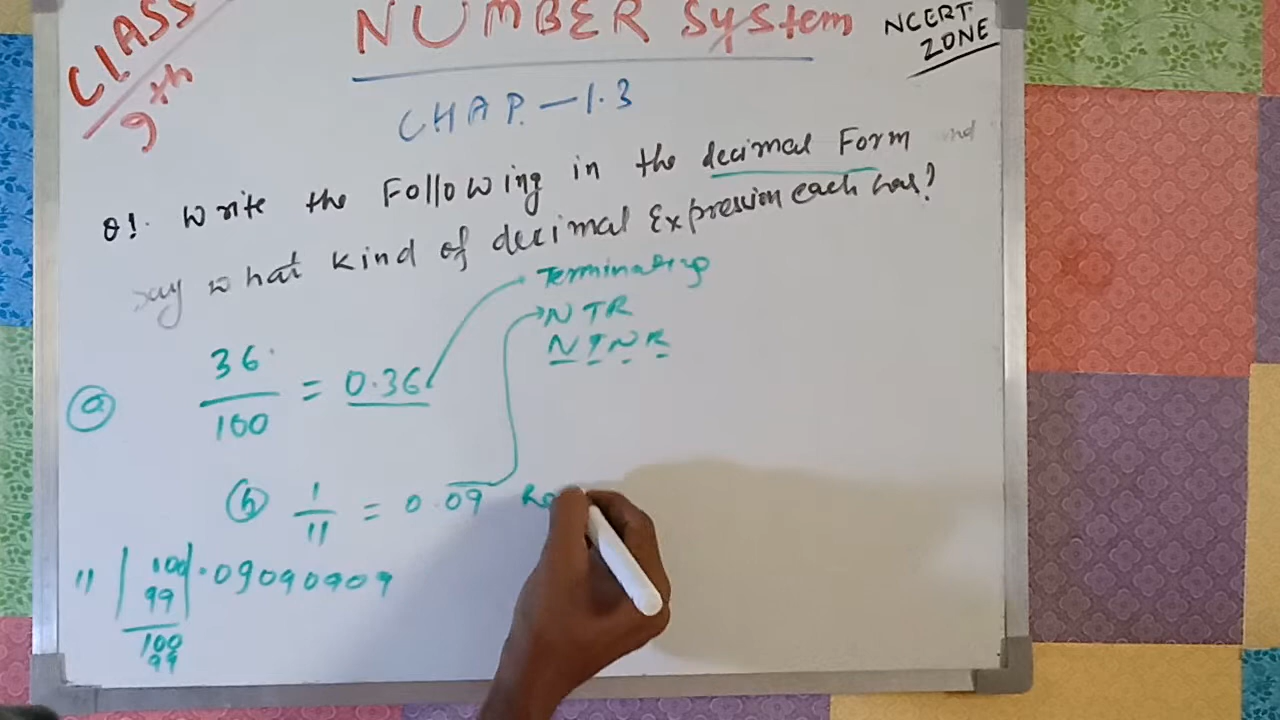 CLASS 9th
NUMBER System
NCERT ZONE
CHAP. - 1.3
Q1. Write the Following in the decimal Form and
say what kind of decimal Expression each has?
Terminating
NTR
NTNR
(a) 36/100 = 0.36
(b) 1/11 = 0.09̅
11 | 100 | .09090909
99
100
99